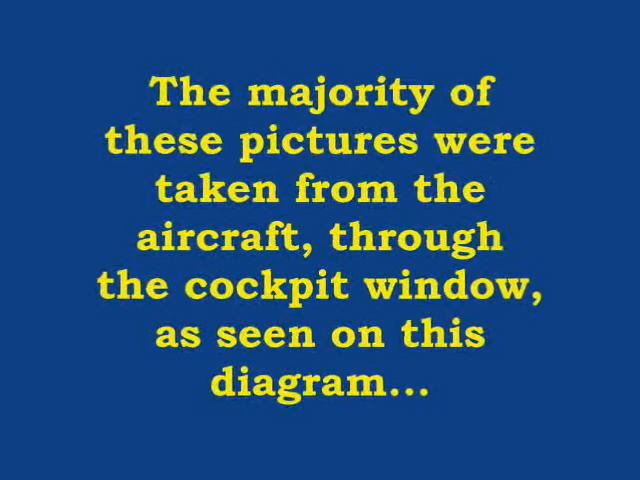 The majority of
these pictures were
taken from the
aircraft, through
the cockpit window,
as seen on this
diagram...